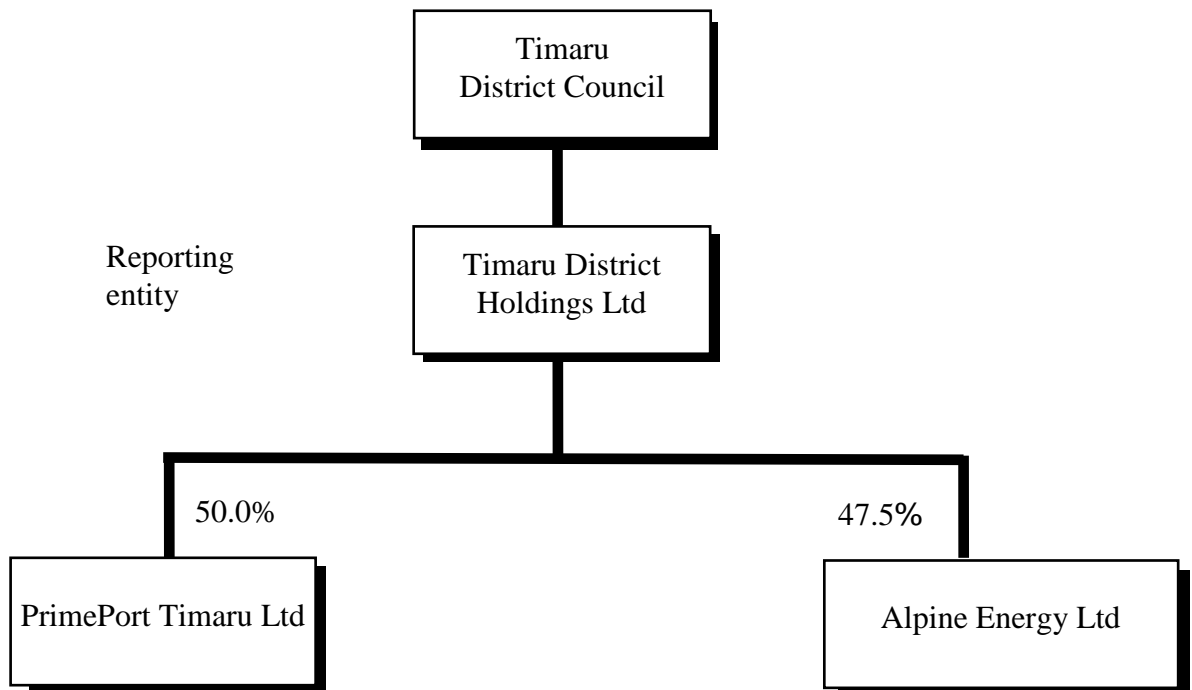 Timaru
District Council
Reporting
entity
Timaru District
Holdings Ltd
50.0%
47.5%
PrimePort Timaru Ltd
Alpine Energy Ltd